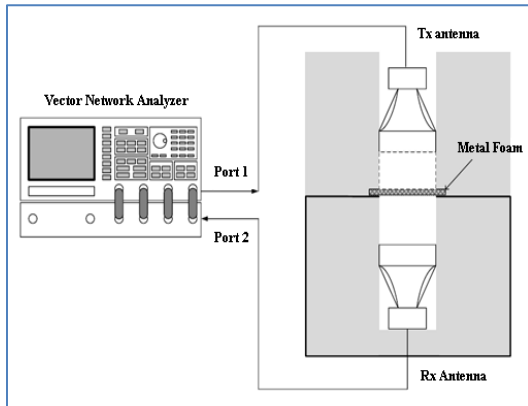 Tx antenna
Vector Network Analyzer
Metal Foam
Port 1
Port 2
Rx Antenna